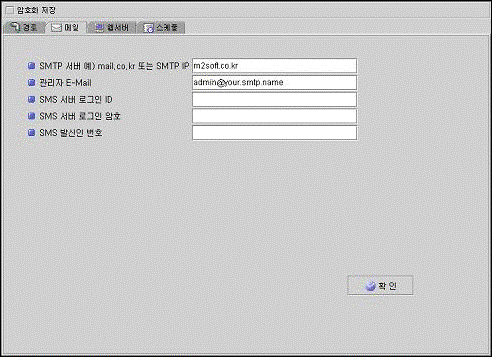 암호화 저장
경로 메일 웹서버 스케쥴
SMTP 서버 예) mail,co,kr 또는 SMTP IP m2soft.co.kr
관리자 E-Mail admin@your.smtp.name
SMS 서버 로그인 ID
SMS 서버 로그인 암호
SMS 발신인 번호
확 인